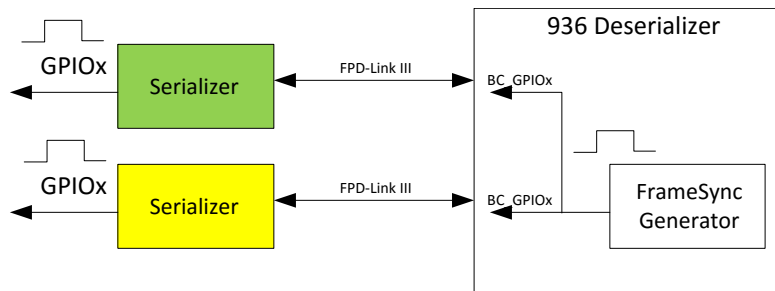 936 Deserializer
GPIOx
Serializer
FPD-Link III
BC_GPIOx
GPIOx
Serializer
FPD-Link III
BC_GPIOx
FrameSync
Generator